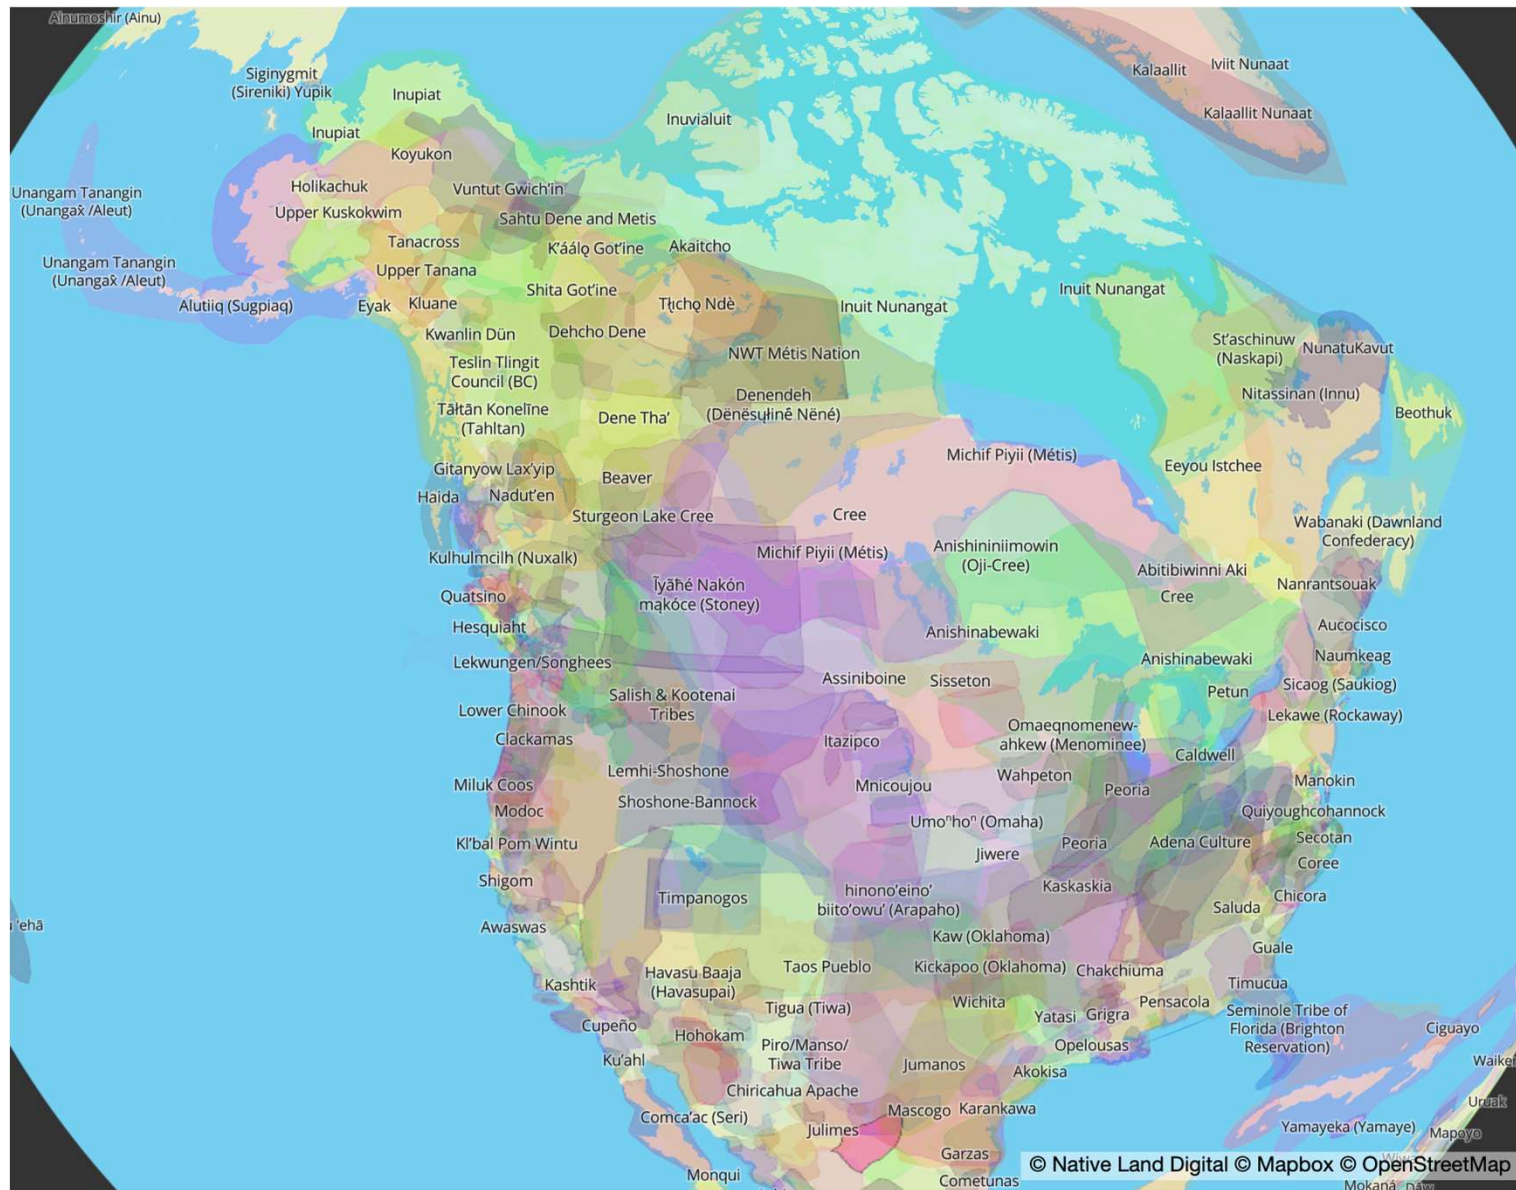 Ainumoshir (Ainu)
Siginygmit
(Sireniki) Yupik
Inupiat
Inupiat
Inuvialuit
Kalaallit
Iviit Nunaat
Kalaallit Nunaat
Koyukon
Holikachuk
Vuntut Gwich’in
Unangam Tanangin
(Unangax̂ /Aleut)
Upper Kuskokwim
Sahtu Dene and Metis
Tanacross
K’áálǫ Got’ine
Akaitcho
Unangam Tanangin
(Unangax̂ /Aleut)
Upper Tanana
Shita Got’ine
Inuit Nunangat
Alutiiq (Sugpiaq)
Eyak
Kluane
Tłı̨chǫ Ndè
Inuit Nunangat
Kwanlin Dün
Dehcho Dene
St’aschinuw
(Naskapi)
NunatuKavut
NWT Métis Nation
Teslin Tlingit
Council (BC)
Denendeh
(Dënësųłinê Nëné)
Nitassinan (Innu)
Tāłtān Konelīne
(Tahltan)
Dene Tha’
Beothuk
Michif Piyii (Métis)
Gitanyow Lax’yip
Beaver
Eeyou Istchee
Haida
Nadut’en
Sturgeon Lake Cree
Cree
Wabanaki (Dawnland
Confederacy)
Kulhulmcilh (Nuxalk)
Michif Piyii (Métis)
Anishininiimowin
(Oji-Cree)
Abitibiwinni Aki
Nanrantsouak
Quatsino
Ĩyãħé Nakón
mąkóce (Stoney)
Cree
Hesquiaht
Anishinabewaki
Aucocisco
Lekwungen/Songhees
Anishinabewaki
Naumkeag
Assiniboine
Sisseton
Petun
Sicaog (Saukiog)
Salish & Kootenai
Tribes
Lower Chinook
Lekawe (Rockaway)
Clackamas
Itazipco
Omaeqnomenew-
ahkew (Menominee)
Caldwell
Lemhi-Shoshone
Wahpeton
Manokin
Miluk Coos
Mnicoujou
Peoria
Shoshone-Bannock
Modoc
Umoⁿhoⁿ (Omaha)
Quiyoughcohannock
Kl’bal Pom Wintu
Jiwere
Peoria
Adena Culture
Secotan
Coree
Shigom
Timpanogos
hinono’eino’
biito’owu’ (Arapaho)
Kaskaskia
Chicora
Saluda
Awaswas
Kaw (Oklahoma)
Guale
Kashtik
Havasu Baaja
(Havasupai)
Taos Pueblo
Kickapoo (Oklahoma)
Chakchiuma
Timucua
Tigua (Tiwa)
Wichita
Pensacola
Cupeño
Hohokam
Yatasi
Grigra
Seminole Tribe of
Florida (Brighton
Reservation)
Ciguayo
Ku’ahl
Piro/Manso/
Tiwa Tribe
Jumanos
Opelousas
Akokisa
Chiricahua Apache
Uruak
Comca’ac (Seri)
Julimes
Mascogo
Karankawa
Yamayeka (Yamaye)
Mapoyo
Monqui
Garzas
Cometunas
© Native Land Digital © Mapbox © OpenStreetMap
Mokana